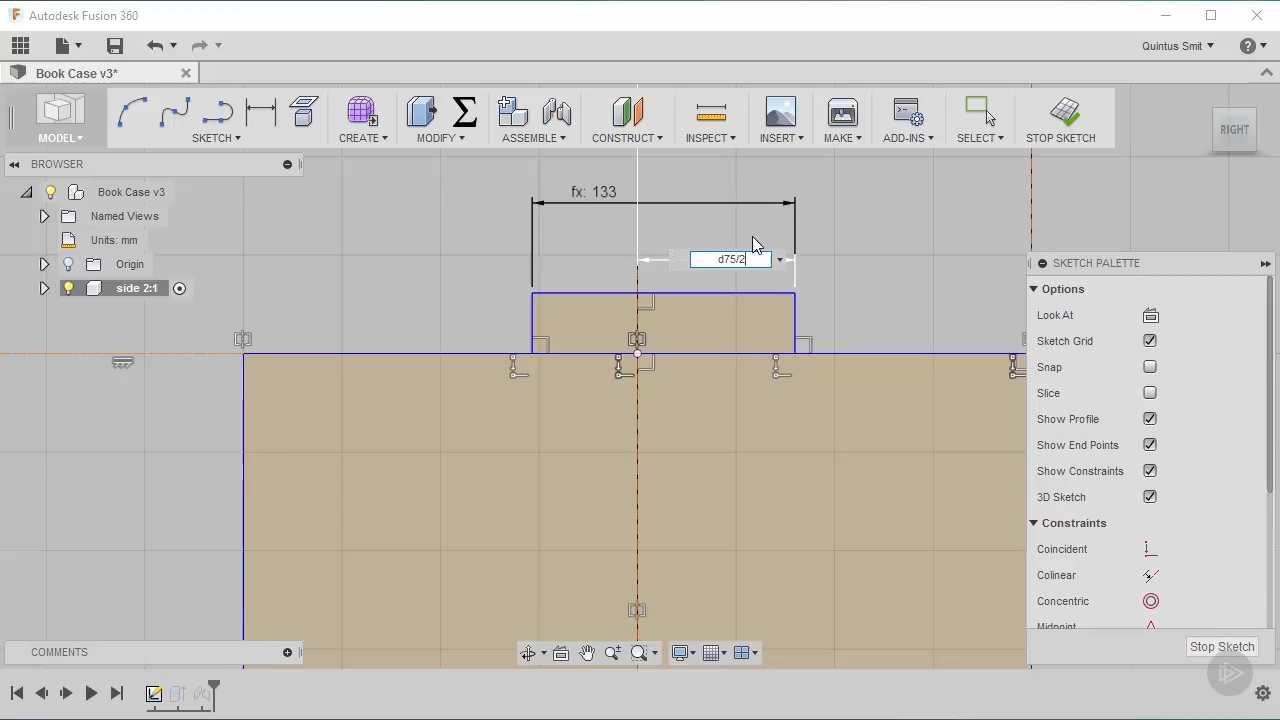 Autodesk Fusion 360
Quintus Smit
Book Case v3*
MODEL
SKETCH
CREATE
MODIFY
ASSEMBLE
CONSTRUCT
INSPECT
INSERT
MAKE
ADD-INS
SELECT
STOP SKETCH
RIGHT
BROWSER
Book Case v3
Named Views
Units: mm
Origin
side 2:1
fx: 133
d75/2
SKETCH PALETTE
Options
Look At
Sketch Grid
Snap
Slice
Show Profile
Show End Points
Show Constraints
3D Sketch
Constraints
Coincident
Colinear
Concentric
Midpoint
Stop Sketch
COMMENTS